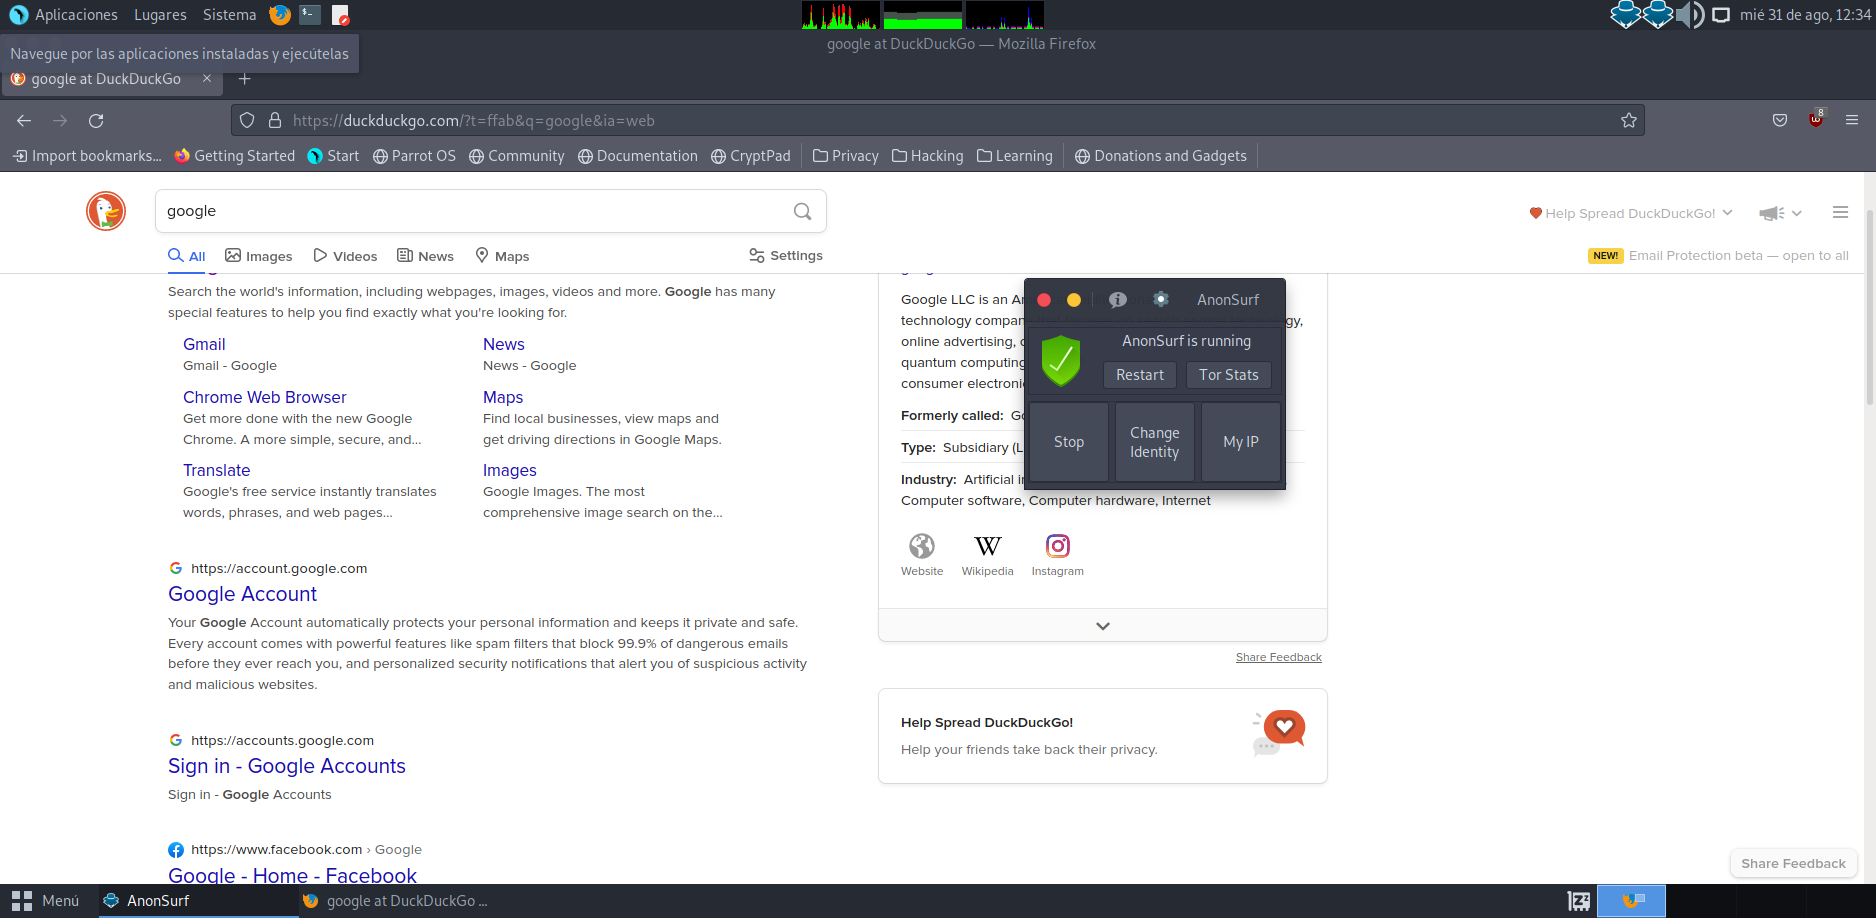 Aplicaciones Lugares Sistema
mié 31 de ago, 12:34
Navegue por las aplicaciones instaladas y ejecútelas
google at DuckDuckGo — Mozilla Firefox
google at DuckDuckGo × +
https://duckduckgo.com/?t=ffab&q=google&ia=web
8
Import bookmarks... Getting Started Start Parrot OS Community Documentation CryptPad Privacy Hacking Learning Donations and Gadgets
google
Help Spread DuckDuckGo!
All Images Videos News Maps Settings
NEW! Email Protection beta — open to all
Search the world's information, including webpages, images, videos and more. Google has many
special features to help you find exactly what you're looking for.
Gmail
Gmail - Google
News
News - Google
Chrome Web Browser
Get more done with the new Google
Chrome. A more simple, secure, and...
Maps
Find local businesses, view maps and
get driving directions in Google Maps.
Translate
Google's free service instantly translates
words, phrases, and web pages...
Images
Google Images. The most
comprehensive image search on the...
https://account.google.com
Google Account
Your Google Account automatically protects your personal information and keeps it private and safe.
Every account comes with powerful features like spam filters that block 99.9% of dangerous emails
before they ever reach you, and personalized security notifications that alert you of suspicious activity
and malicious websites.
https://accounts.google.com
Sign in - Google Accounts
Sign in - Google Accounts
https://www.facebook.com › Google
Google - Home - Facebook
Google LLC is an
technology
online advertising,
quantum computing
consumer
Formerly called:
Type: Subsidiary
Industry: Artificial
Computer software, Computer hardware, Internet
Website Wikipedia Instagram
Share Feedback
Help Spread DuckDuckGo!
Help your friends take back their privacy.
AnonSurf
AnonSurf is running
Restart Tor Stats
Stop
Change
Identity
My IP
Share Feedback
Menú AnonSurf google at DuckDuckGo ...